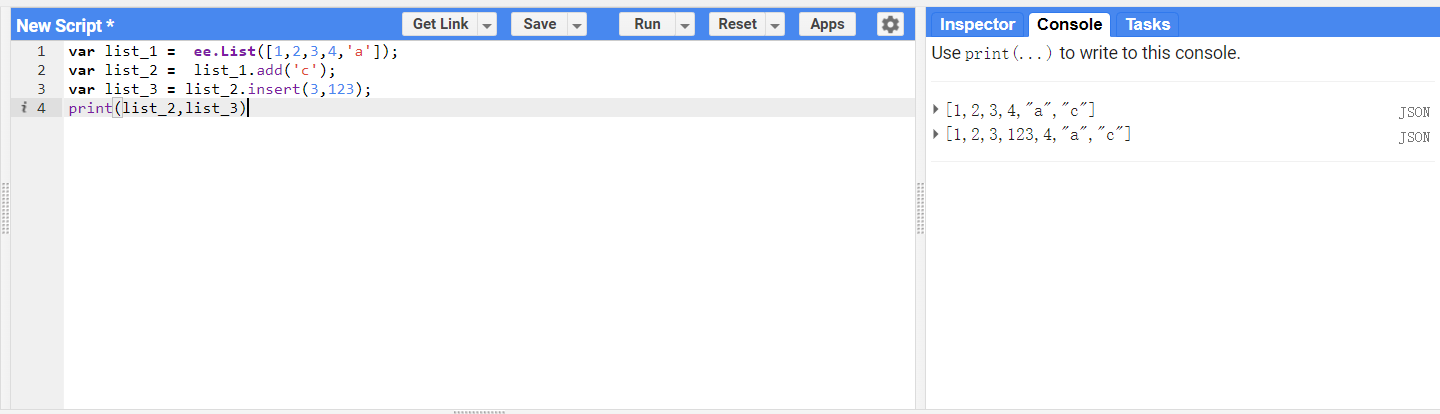 New Script *
Get Link
Save
Run
Reset
Apps
1 var list_1 =  ee.List([1,2,3,4,'a']);
2 var list_2 =  list_1.add('c');
3 var list_3 = list_2.insert(3,123);
i 4 print(list_2,list_3)
Inspector
Console
Tasks
Use print(...) to write to this console.
[1,2,3,4,"a","c"]
JSON
[1,2,3,123,4,"a","c"]
JSON